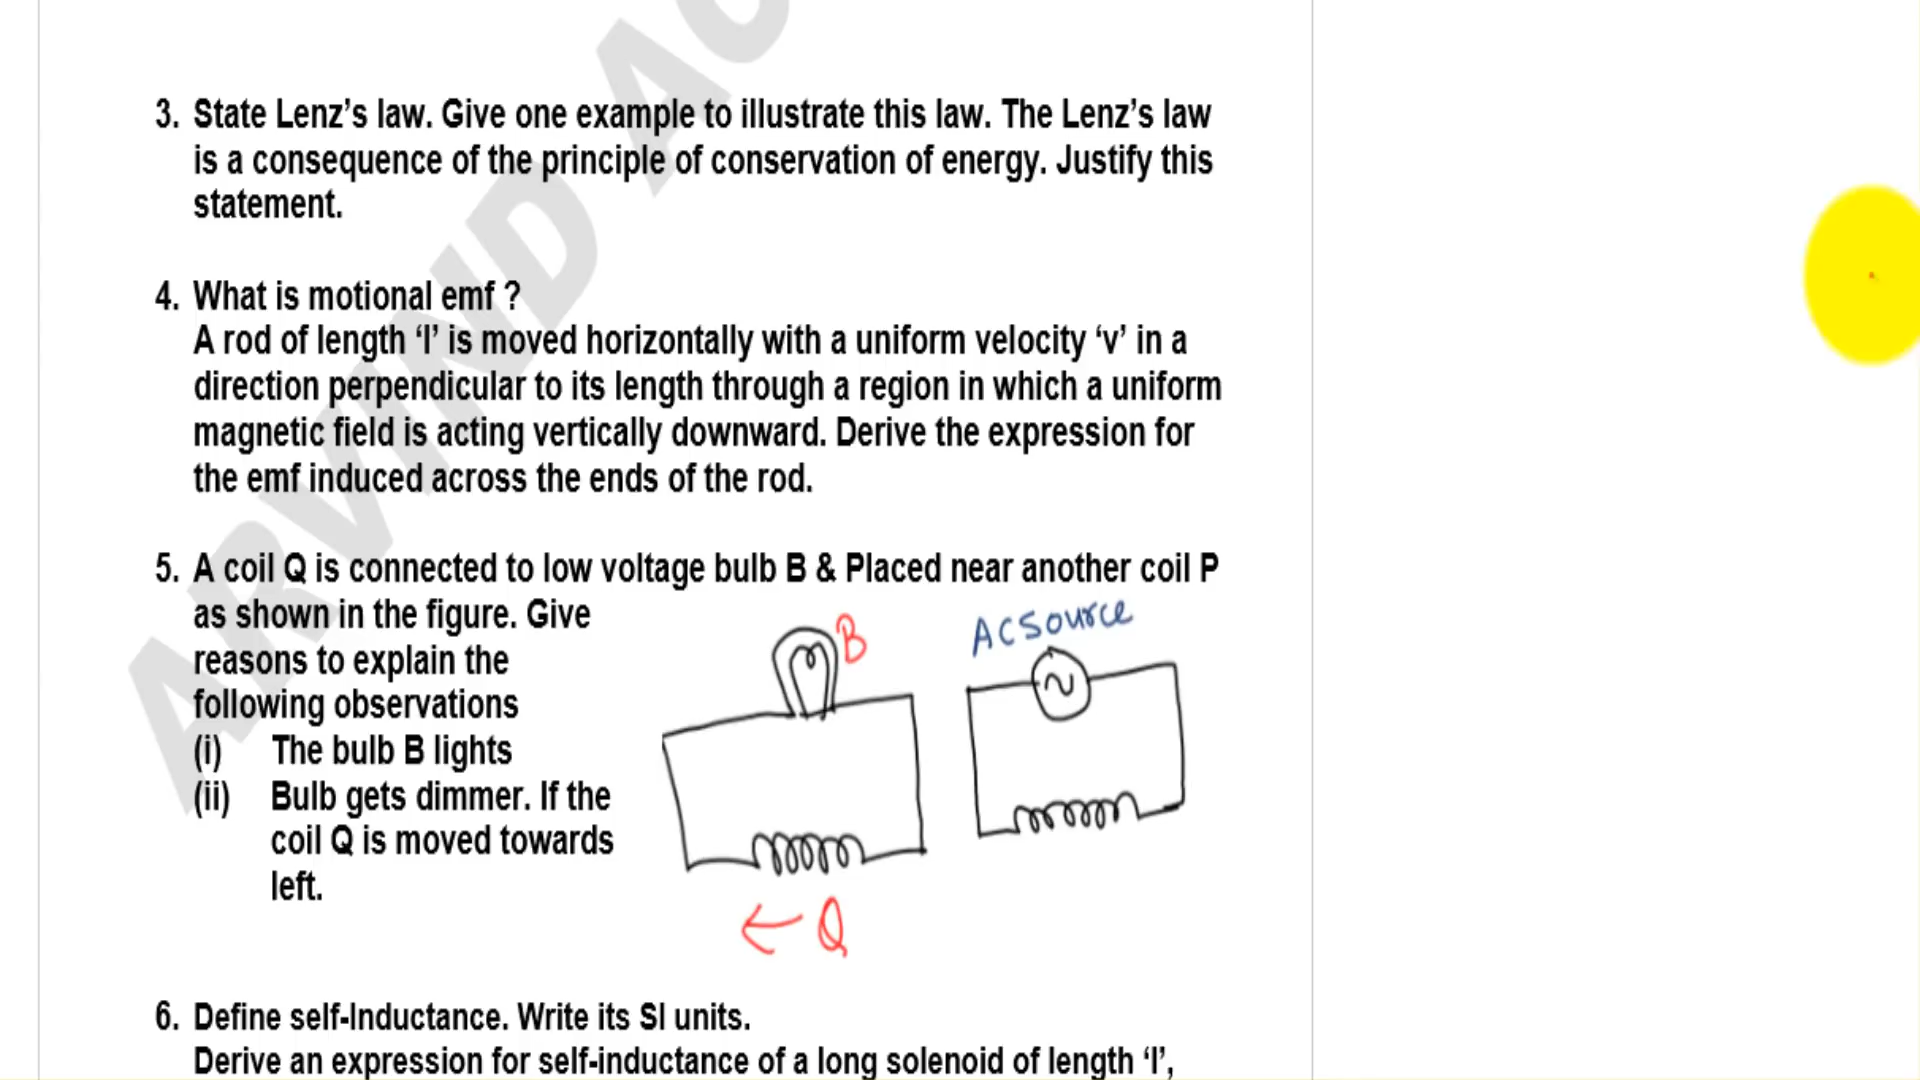 3. State Lenz’s law. Give one example to illustrate this law. The Lenz’s law
is a consequence of the principle of conservation of energy. Justify this
statement.
4. What is motional emf ?
A rod of length ‘l’ is moved horizontally with a uniform velocity ‘v’ in a
direction perpendicular to its length through a region in which a uniform
magnetic field is acting vertically downward. Derive the expression for
the emf induced across the ends of the rod.
5. A coil Q is connected to low voltage bulb B & Placed near another coil P
as shown in the figure. Give
reasons to explain the
following observations
(i) The bulb B lights
(ii) Bulb gets dimmer. If the
coil Q is moved towards
left.
B
AC Source
Q
6. Define self-Inductance. Write its SI units.
Derive an expression for self-inductance of a long solenoid of length ‘l’,
ARVIND AC